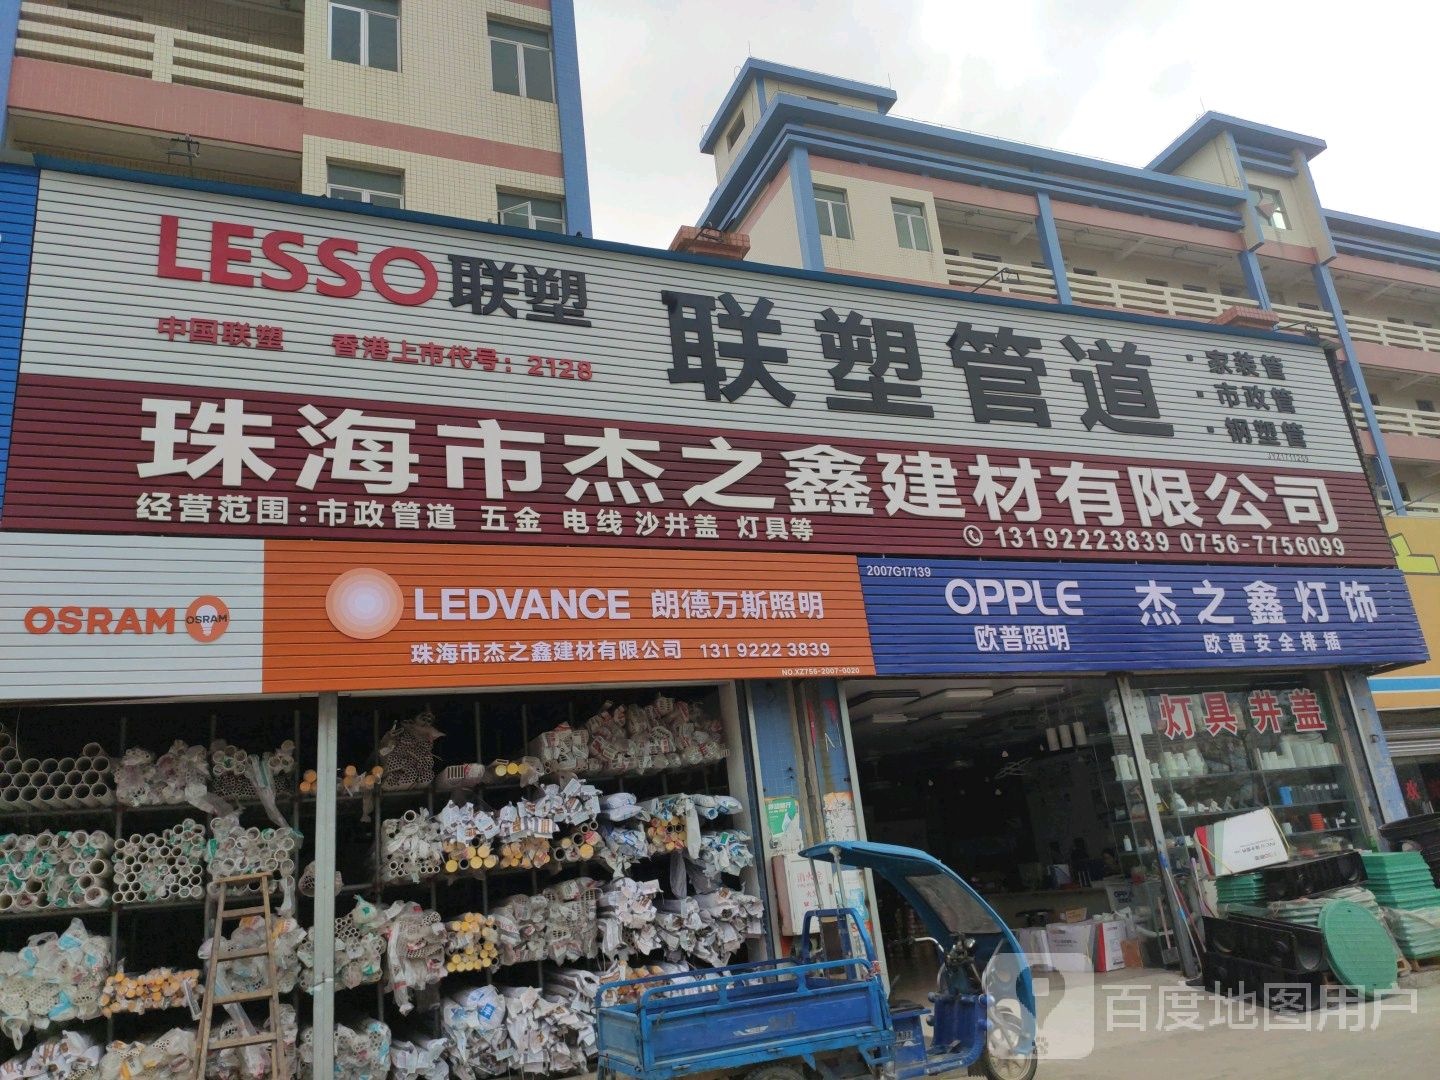 LESSO联塑
中国联塑 香港上市代号：2128
联塑管道
·家装管
·市政管
·钢塑管
珠海市杰之鑫建材有限公司
经营范围：市政管道 五金 电线 沙井盖 灯具等
13192223839 0756-7756099
OSRAM OSRAM
LEDVANCE 朗德万斯照明
珠海市杰之鑫建材有限公司 131 9222 3839
NO.XZ756-2007-0020
2007G17139
OPPLE
欧普照明
杰之鑫灯饰
欧普安全排插
灯具井盖
百度地图用户